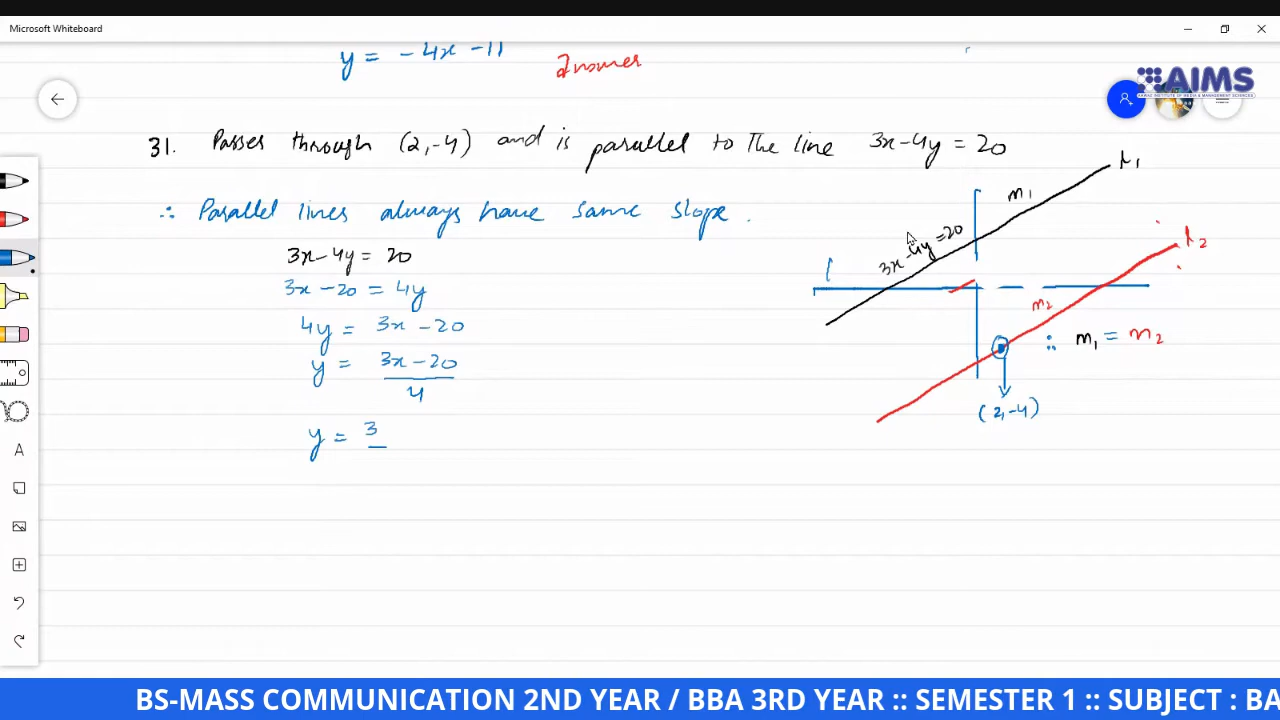 Microsoft Whiteboard
y = -4x -11 Answer
AIMS
31. Passes through (2,-4) and is parallel to The line 3x-4y = 20
∴ Parallel lines always have same slope.
3x-4y = 20
3x-20 = 4y
4y = 3x-20
y = 3x-20
4
y = 3
m1
3x-4y=20
m2
∴ m1 = m2
(2,-4)
A
BS-MASS COMMUNICATION 2ND YEAR / BBA 3RD YEAR :: SEMESTER 1 :: SUBJECT : BA